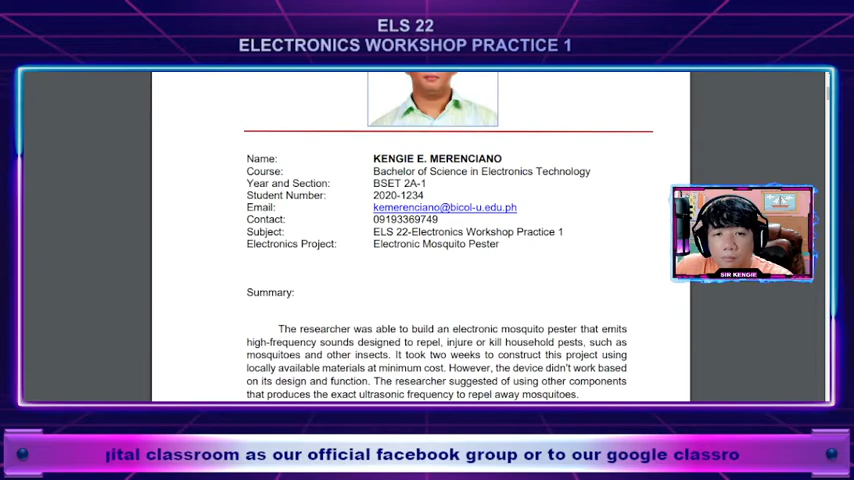 ELS 22
ELECTRONICS WORKSHOP PRACTICE 1
Name: KENGIE E. MERENCIANO
Course: Bachelor of Science in Electronics Technology
Year and Section: BSET 2A-1
Student Number: 2020-1234
Email: kemerenciano@bicol-u.edu.ph
Contact: 09193369749
Subject: ELS 22-Electronics Workshop Practice 1
Electronics Project: Electronic Mosquito Pester
SIR KENGIE
Summary:
The researcher was able to build an electronic mosquito pester that emits
high-frequency sounds designed to repel, injure or kill household pests, such as
mosquitoes and other insects. It took two weeks to construct this project using
locally available materials at minimum cost. However, the device didn't work based
on its design and function. The researcher suggested of using other components
that produces the exact ultrasonic frequency to repel away mosquitoes.
ital classroom as our official facebook group or to our google classro